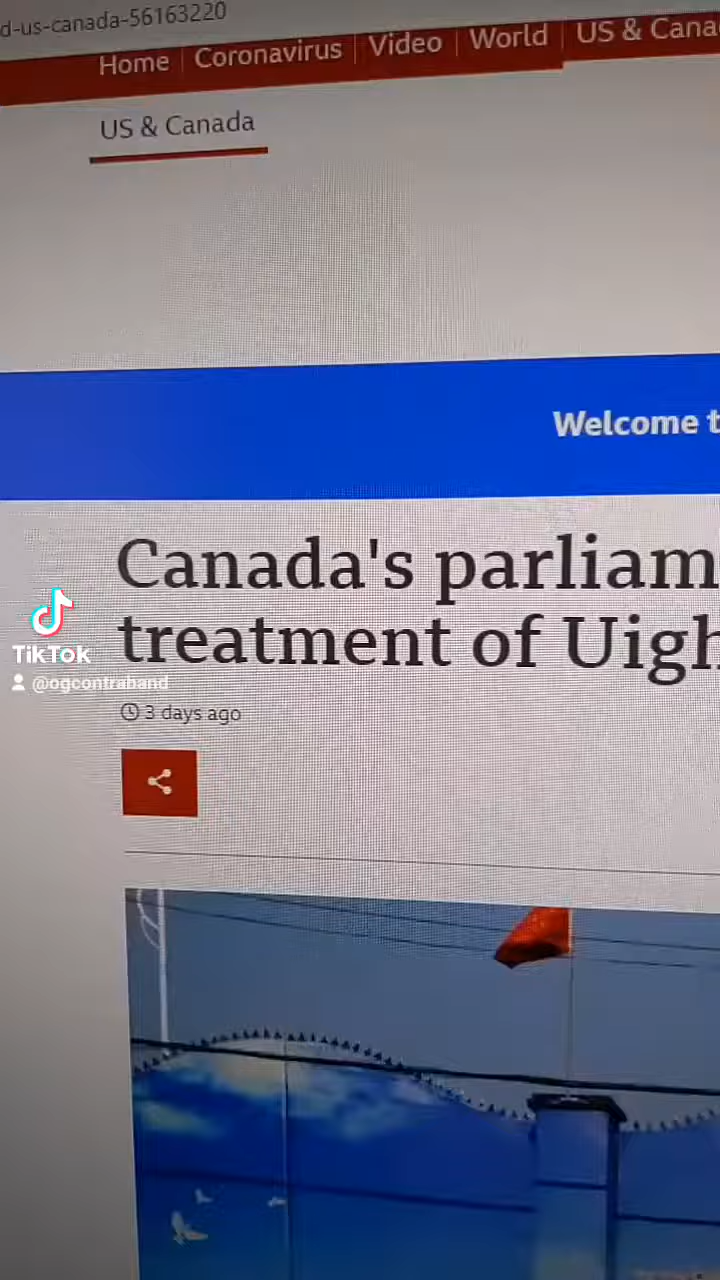 d-us-canada-56163220
Home Coronavirus Video World US & Cana
US & Canada
Welcome t
Canada's parliam
treatment of Uigh
TikTok
@ogcontraband
3 days ago